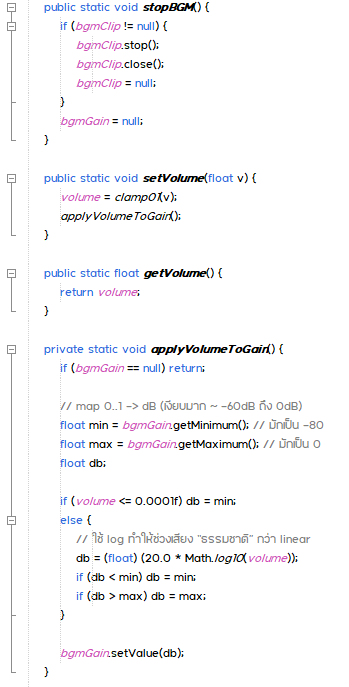 public static void stopBGM() {
if (bgmClip != null) {
bgmClip.stop();
bgmClip.close();
bgmClip = null;
}
bgmGain = null;
}
public static void setVolume(float v) {
volume = clamp01(v);
applyVolumeToGain();
}
public static float getVolume() {
return volume;
}
private static void applyVolumeToGain() {
if (bgmGain == null) return;
// map 0..1 -> dB (เงียบมาก ~ -60dB ถึง 0dB)
float min = bgmGain.getMinimum(); // มักเป็น -80
float max = bgmGain.getMaximum(); // มักเป็น 0
float db;
if (volume <= 0.0001f) db = min;
else {
// ใช้ log ทำให้ช่วงเสียง "ธรรมชาติ" กว่า linear
db = (float) (20.0 * Math.log10(volume));
if (db < min) db = min;
if (db > max) db = max;
}
bgmGain.setValue(db);
}